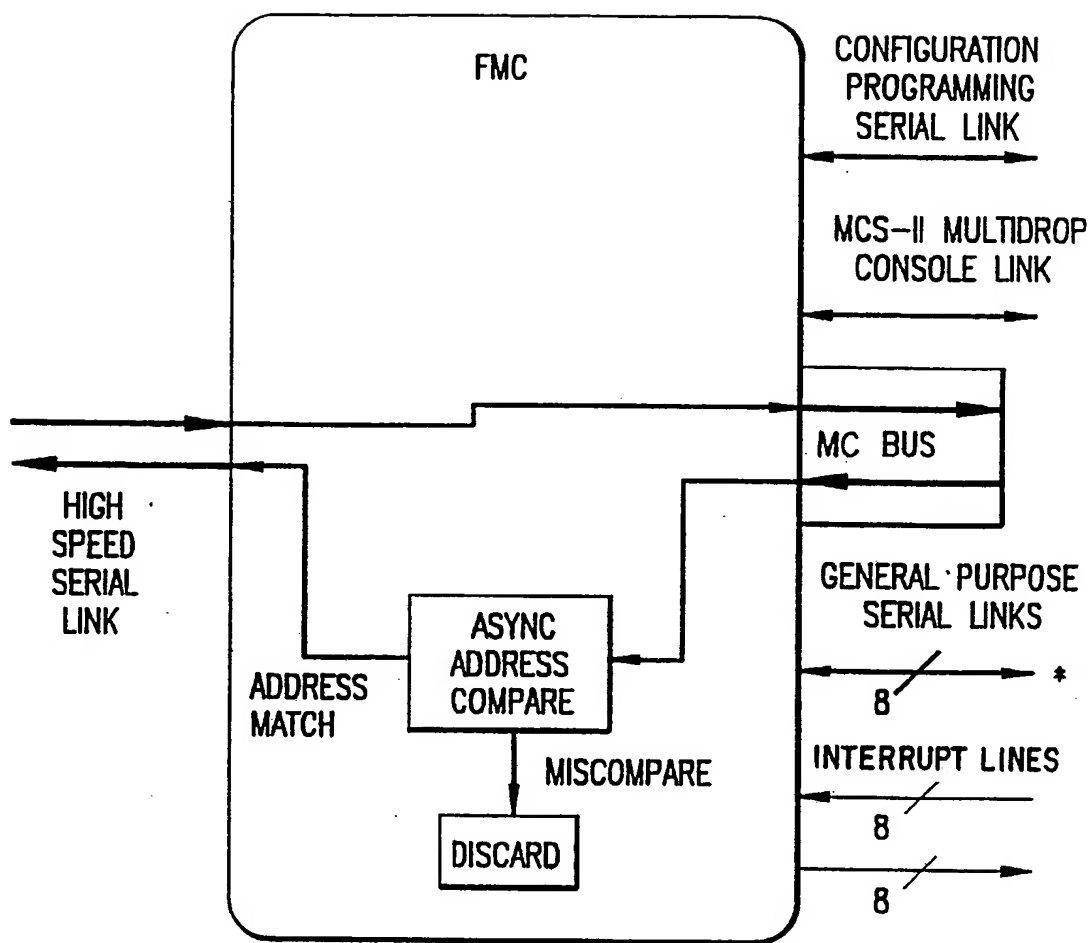 FMC
CONFIGURATION
PROGRAMMING
SERIAL LINK
MCS-II MULTIDROP
CONSOLE LINK
MC BUS
HIGH
SPEED
SERIAL
LINK
GENERAL PURPOSE
SERIAL LINKS
8
*
ASYNC
ADDRESS
COMPARE
ADDRESS
MATCH
MISCOMPARE
DISCARD
INTERRUPT LINES
8
8